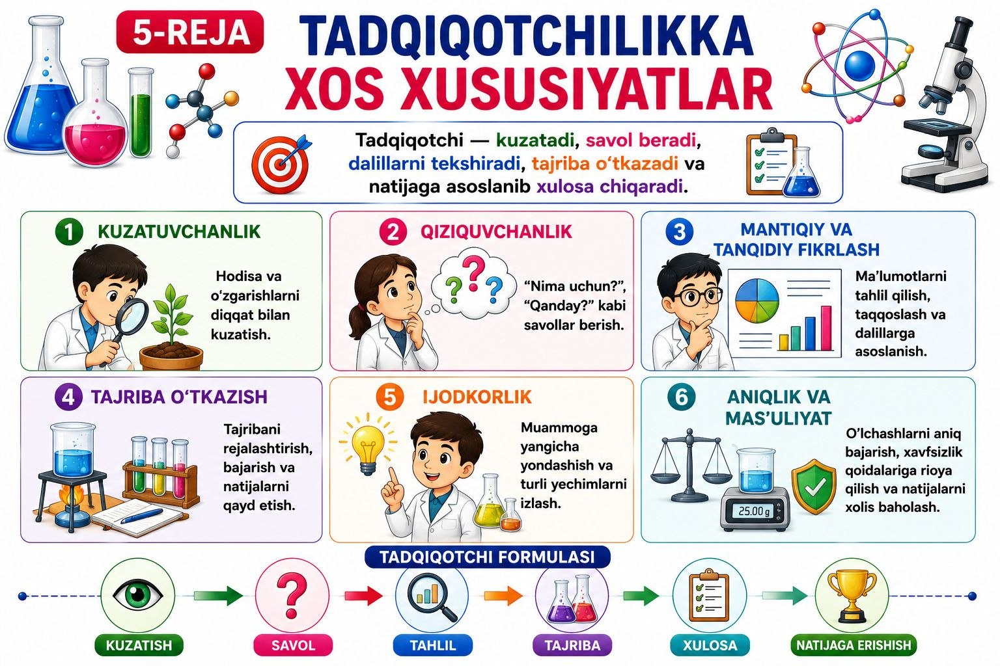 5-REJA
TADQIQOTCHILIKKA
XOS XUSUSIYATLAR
Tadqiqotchi — kuzatadi, savol beradi,
dalillarni tekshiradi, tajriba o‘tkazadi va
natijaga asoslanib xulosa chiqaradi.
1 KUZATUVCHANLIK
Hodisa va
o‘zgarishlarni
diqqat bilan
kuzatish.
2 QIZIQUVCHANLIK
“Nima uchun?”,
“Qanday?” kabi
savollar berish.
3 MANTIQIY VA
TANQIDIY FIKRLASH
Ma’lumotlarni
tahlil qilish,
taqqoslash va
dalillarga
asoslanish.
4 TAJRIBA O‘TKAZISH
Tajribani
rejalashtirish,
bajarish va
natijalarni
qayd etish.
5 IJODKORLIK
Muammoga
yangicha
yondashish va
turli yechimlarni
izlash.
6 ANIQLIK VA
MAS’ULIYAT
O’lchashlarni aniq
bajarish, xavfsizlik
qoidalariga rioya
qilish va natijalarni
xolis baholash.
25.00 g
TADQIQOTCHI FORMULASI
KUZATISH
SAVOL
TAHLIL
TAJRIBA
XULOSA
NATIJAGA ERISHISH